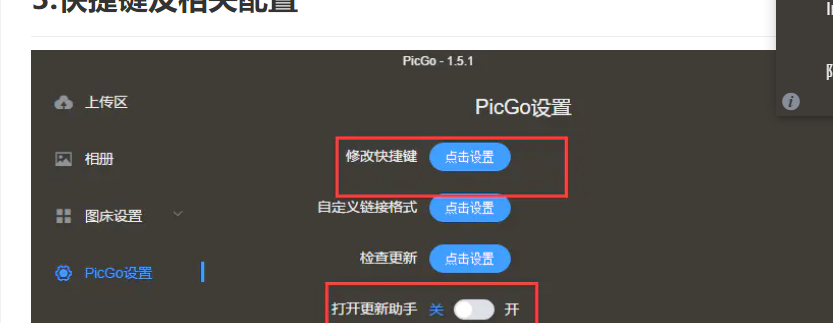 3.快捷键及相关配置
PicGo - 1.5.1
上传区
PicGo设置
相册
修改快捷键 点击设置
图床设置
自定义链接格式 点击设置
PicGo设置
检查更新 点击设置
打开更新助手 关 开